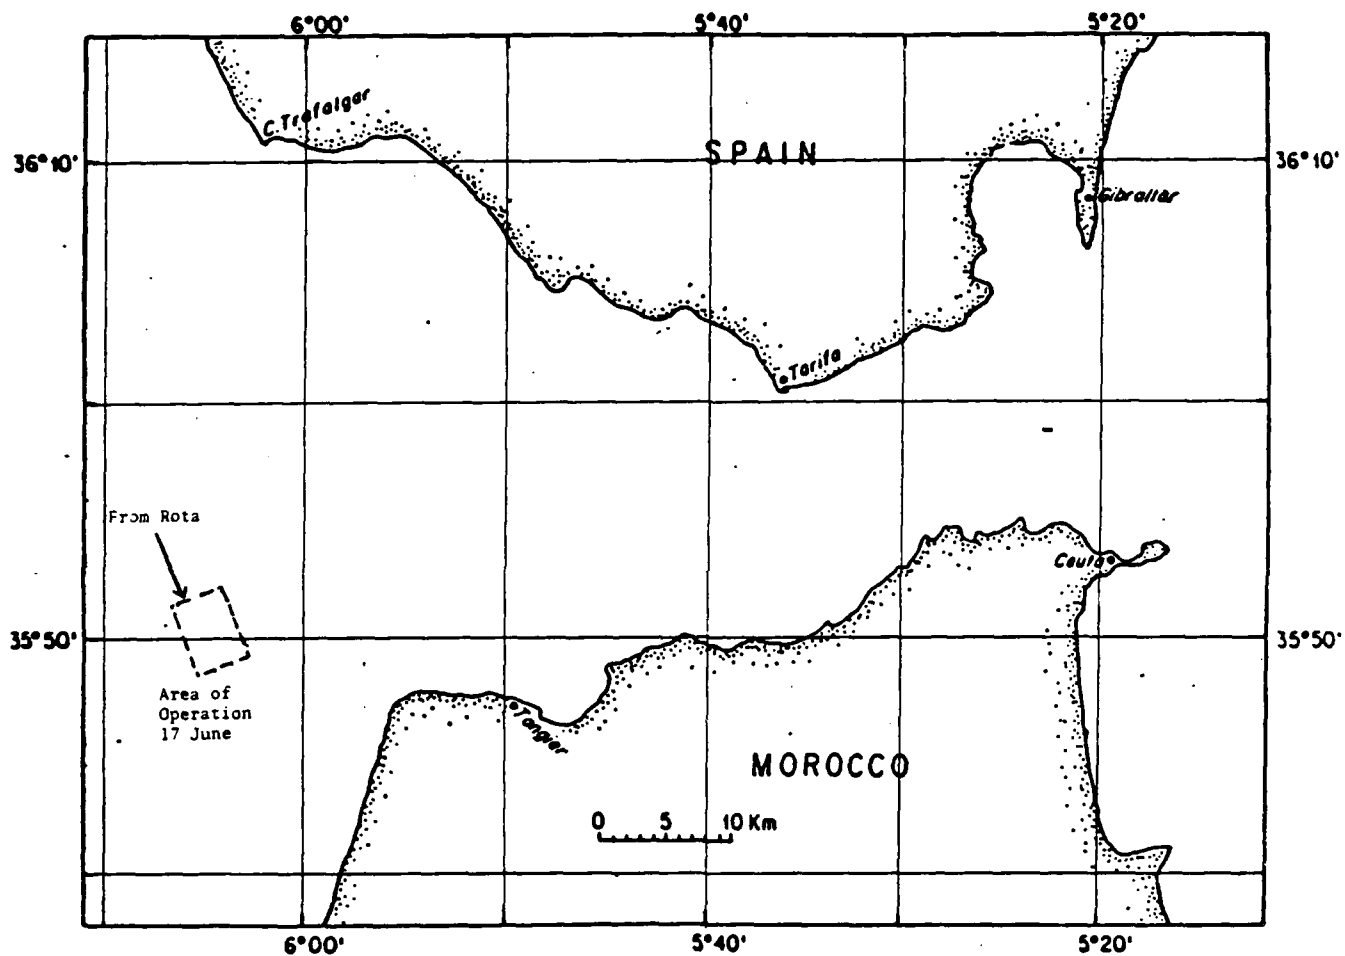 6°00' 5°40' 5°20'
C. Trafalgar
36°10' SPAIN 36°10'
Gibraltar
Tarifa
From Rota
Ceuta
35°50' 35°50'
Area of
Operation
17 June
Tangier
MOROCCO
0 5 10 Km
6°00' 5°40' 5°20'